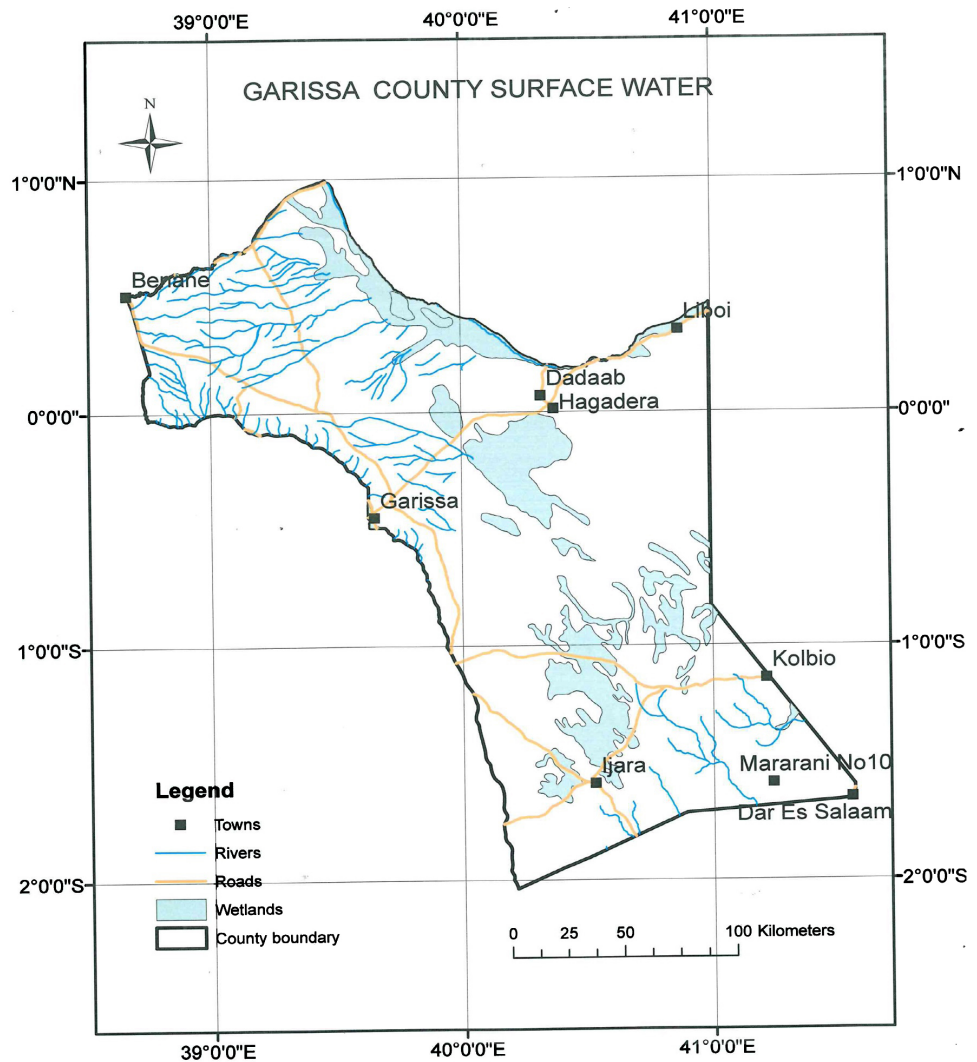 39°0'0"E 40°0'0"E 41°0'0"E
GARISSA COUNTY SURFACE WATER
N
1°0'0"N 1°0'0"N
Benane
Liboi
Dadaab
Hagadera
0°0'0" 0°0'0"
Garissa
1°0'0"S 1°0'0"S
Kolbio
Ijara
Mararani No10
Dar Es Salaam
Legend
Towns
Rivers
Roads
Wetlands
County boundary
2°0'0"S 2°0'0"S
0 25 50 100 Kilometers
39°0'0"E 40°0'0"E 41°0'0"E